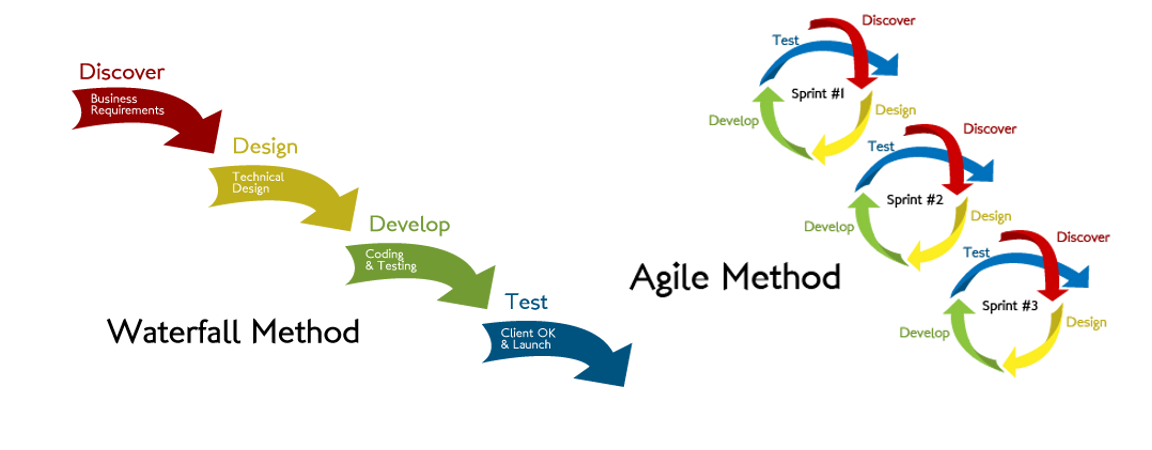 Discover
Business
Requirements
Design
Technical
Design
Develop
Coding
& Testing
Test
Client OK
& Launch
Waterfall Method
Discover
Test
Sprint #1
Design
Develop
Discover
Test
Sprint #2
Design
Develop
Discover
Test
Sprint #3
Design
Develop
Agile Method